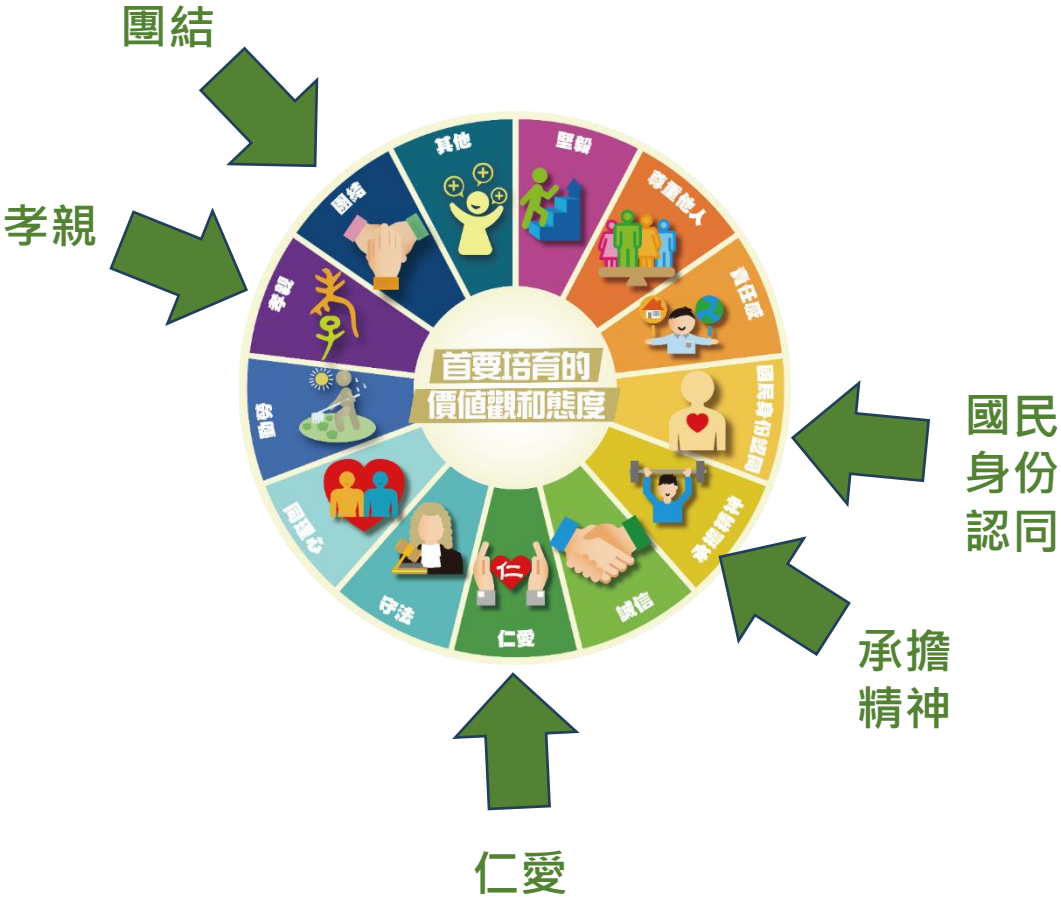 團結
孝親
國民
身份
認同
承擔
精神
仁愛
首要培育的
價值觀和態度
其他
堅毅
尊重他人
責任感
國民身份認同
承擔精神
誠信
仁愛
守法
同理心
勤勞
孝親
團結
仁